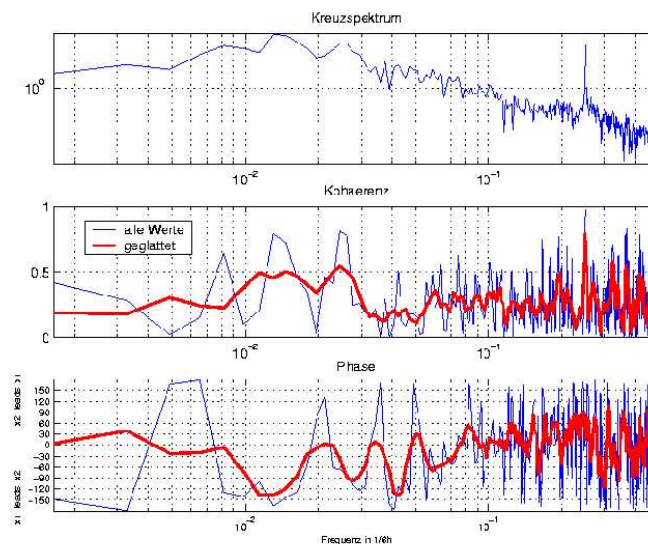 Kreuzspektrum
10⁰
10⁻² 10⁻¹
Kohaerenz
1
0.5
0
alle Werte
geglattet
10⁻² 10⁻¹
Phase
x2 leads x1
x1 leads x2
150
120
90
60
30
0
-30
-60
-90
-120
-150
10⁻² 10⁻¹
Frequenz in 1/6h